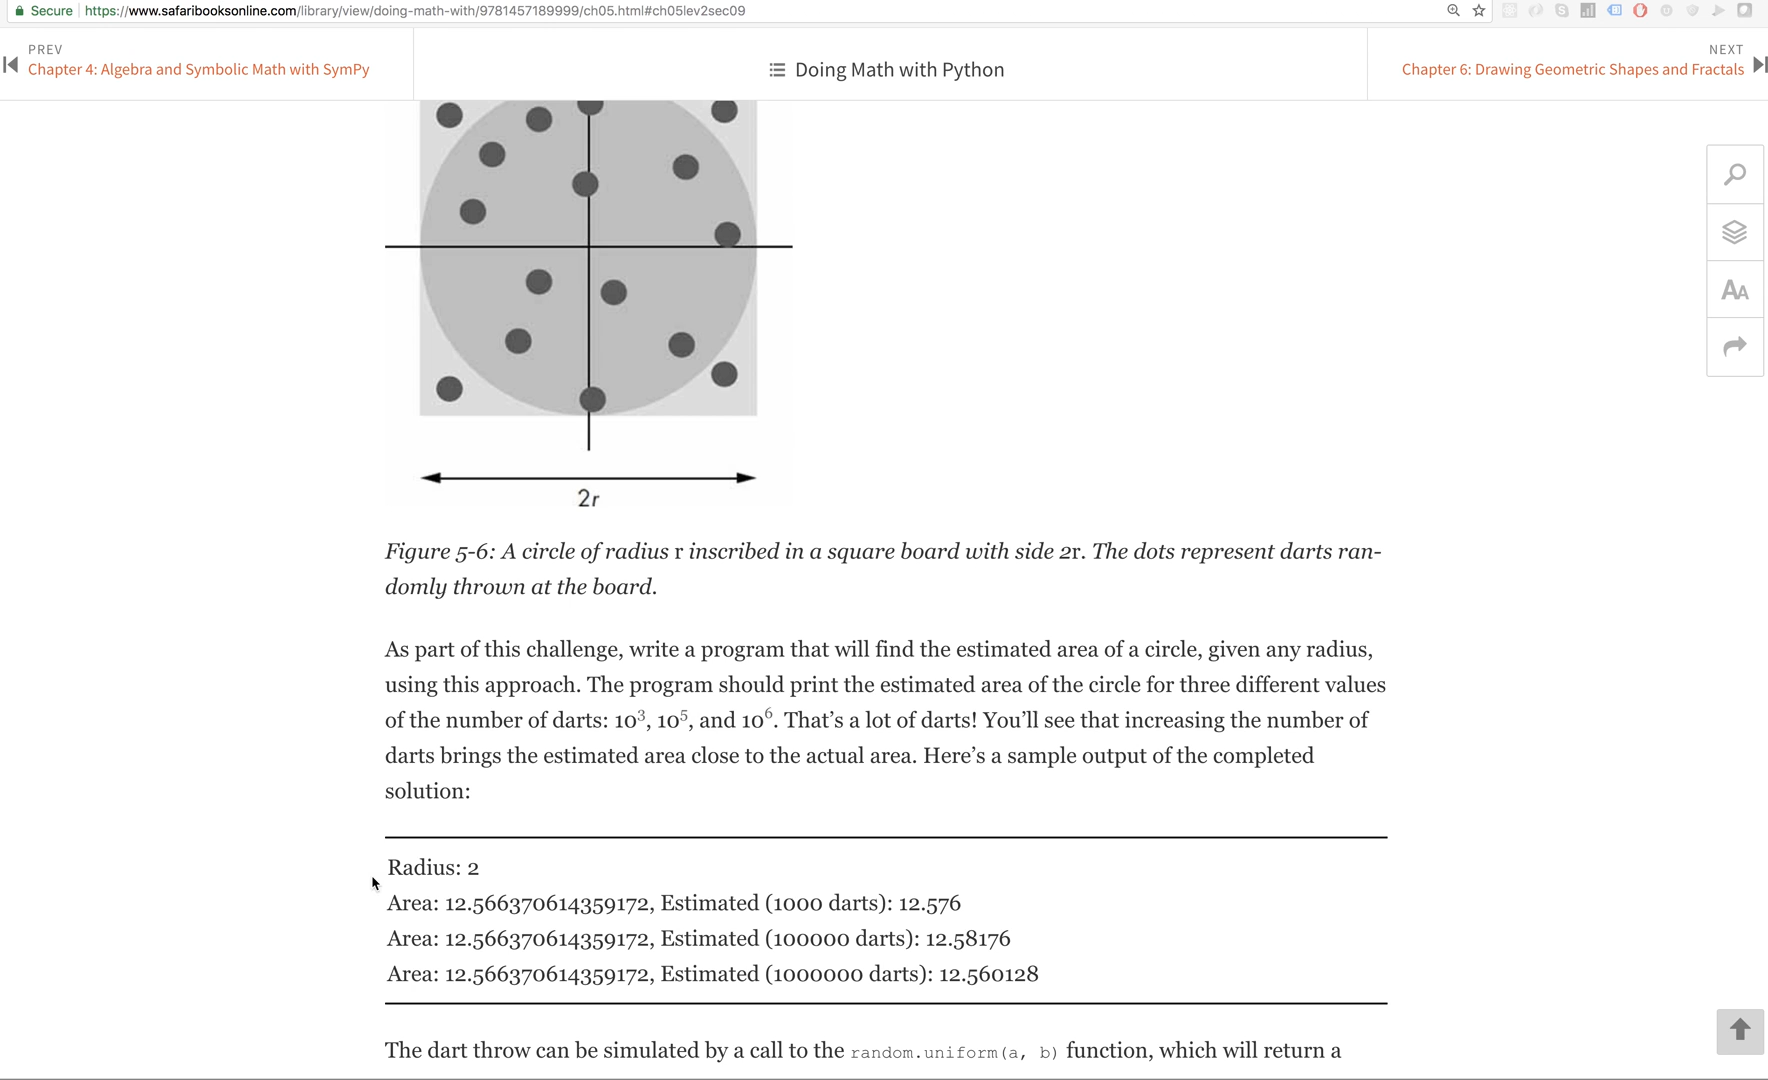 Secure https://www.safaribooksonline.com/library/view/doing-math-with/9781457189999/ch05.html#ch05lev2sec09
PREV
Chapter 4: Algebra and Symbolic Math with SymPy
Doing Math with Python
NEXT
Chapter 6: Drawing Geometric Shapes and Fractals
AA
2r
Figure 5-6: A circle of radius r inscribed in a square board with side 2r. The dots represent darts ran-
domly thrown at the board.
As part of this challenge, write a program that will find the estimated area of a circle, given any radius,
using this approach. The program should print the estimated area of the circle for three different values
of the number of darts: 10³, 10⁵, and 10⁶. That’s a lot of darts! You’ll see that increasing the number of
darts brings the estimated area close to the actual area. Here’s a sample output of the completed
solution:
Radius: 2
Area: 12.566370614359172, Estimated (1000 darts): 12.576
Area: 12.566370614359172, Estimated (100000 darts): 12.58176
Area: 12.566370614359172, Estimated (1000000 darts): 12.560128
The dart throw can be simulated by a call to the random.uniform(a, b) function, which will return a